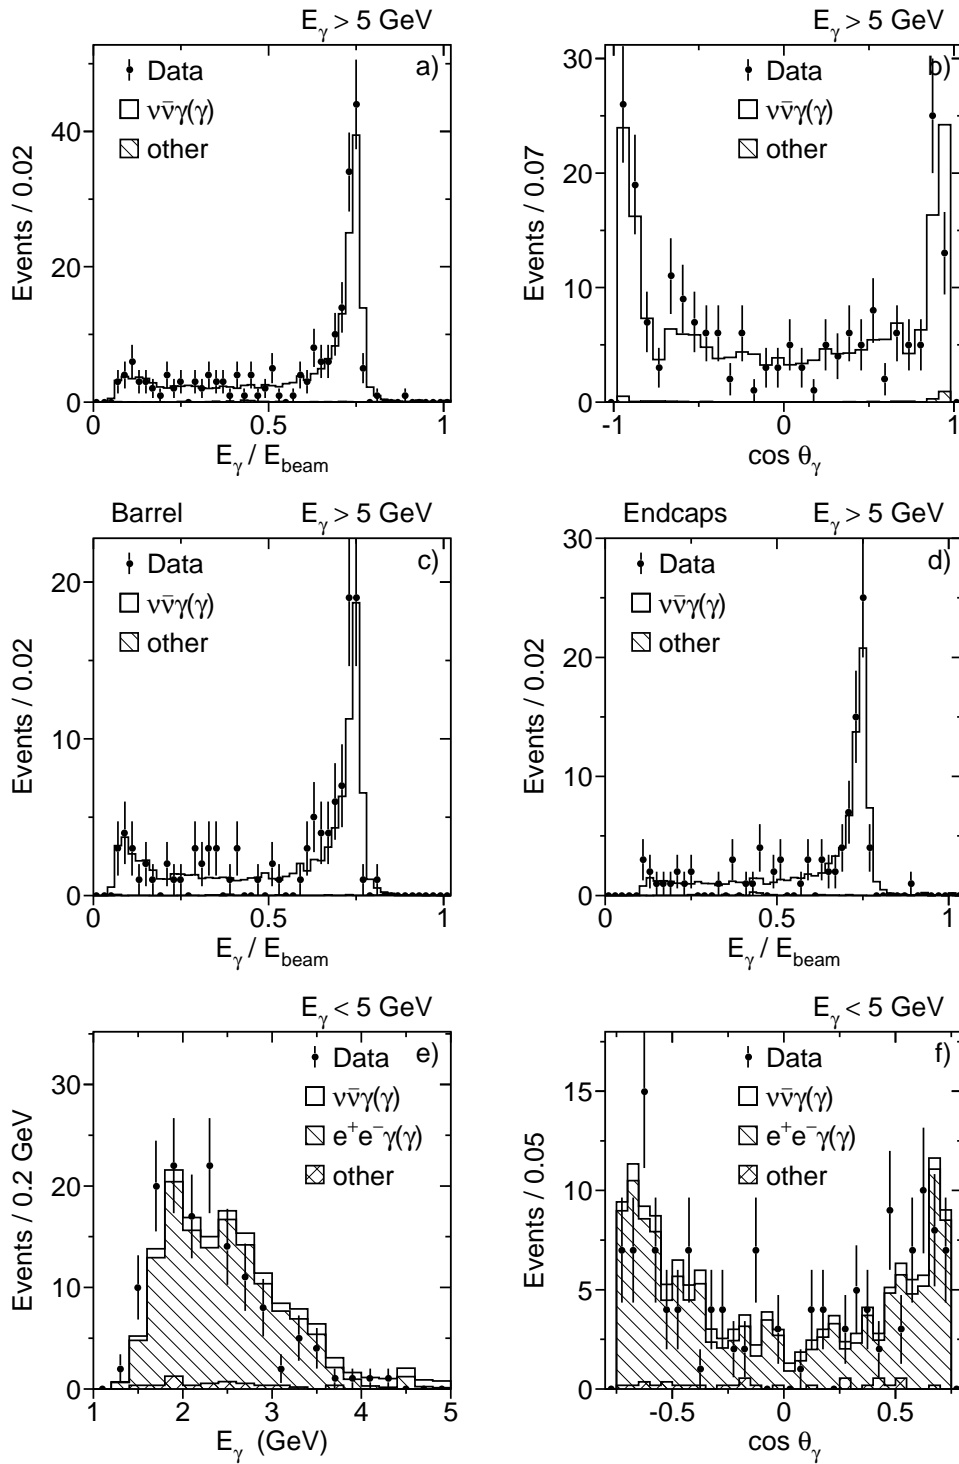 E_γ > 5 GeV
a)
Data
νν̄γ(γ)
other
Events / 0.02
0 20 40
0 0.5 1
E_γ / E_beam
E_γ > 5 GeV
b)
Data
νν̄γ(γ)
other
Events / 0.07
0 10 20 30
-1 0 1
cos θ_γ
Barrel E_γ > 5 GeV
c)
Data
νν̄γ(γ)
other
Events / 0.02
0 10 20
0 0.5 1
E_γ / E_beam
Endcaps E_γ > 5 GeV
d)
Data
νν̄γ(γ)
other
Events / 0.02
0 10 20 30
0 0.5 1
E_γ / E_beam
E_γ < 5 GeV
e)
Data
νν̄γ(γ)
e⁺e⁻γ(γ)
other
Events / 0.2 GeV
0 10 20 30
1 2 3 4 5
E_γ (GeV)
E_γ < 5 GeV
f)
Data
νν̄γ(γ)
e⁺e⁻γ(γ)
other
Events / 0.05
0 5 10 15
-0.5 0 0.5
cos θ_γ